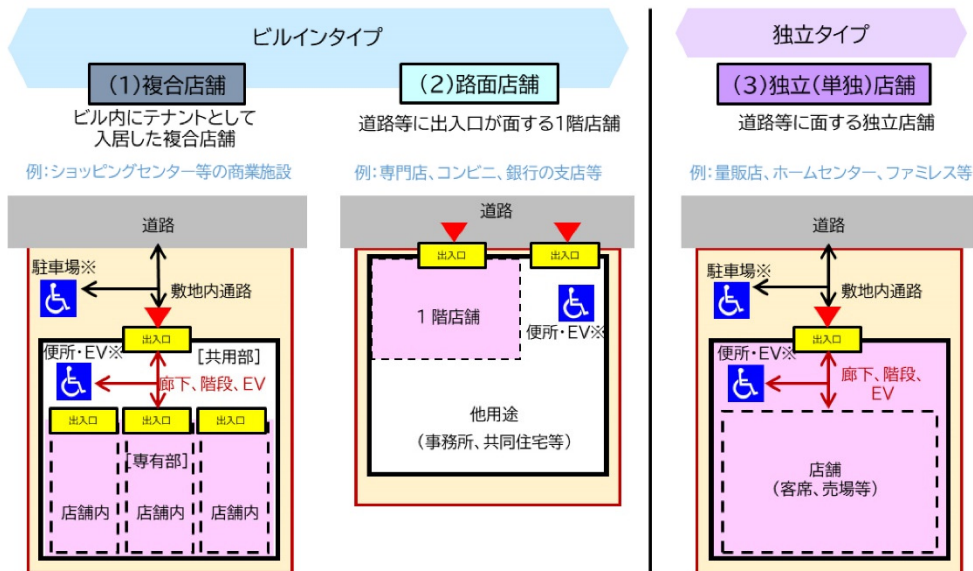 ビルインタイプ
独立タイプ
(1)複合店舗
ビル内にテナントとして
入居した複合店舗
例：ショッピングセンター等の商業施設
(2)路面店舗
道路等に出入口が面する1階店舗
例：専門店、コンビニ、銀行の支店等
(3)独立(単独)店舗
道路等に面する独立店舗
例：量販店、ホームセンター、ファミレス等
道路
駐車場※
敷地内通路
出入口
便所・EV※
[共用部]
廊下、階段、EV
出入口
出入口
出入口
[専有部]
店舗内
店舗内
店舗内
道路
出入口
出入口
1階店舗
便所・EV※
他用途
(事務所、共同住宅等)
道路
駐車場※
敷地内通路
出入口
便所・EV※
廊下、階段、
EV
店舗
(客席、売場等)